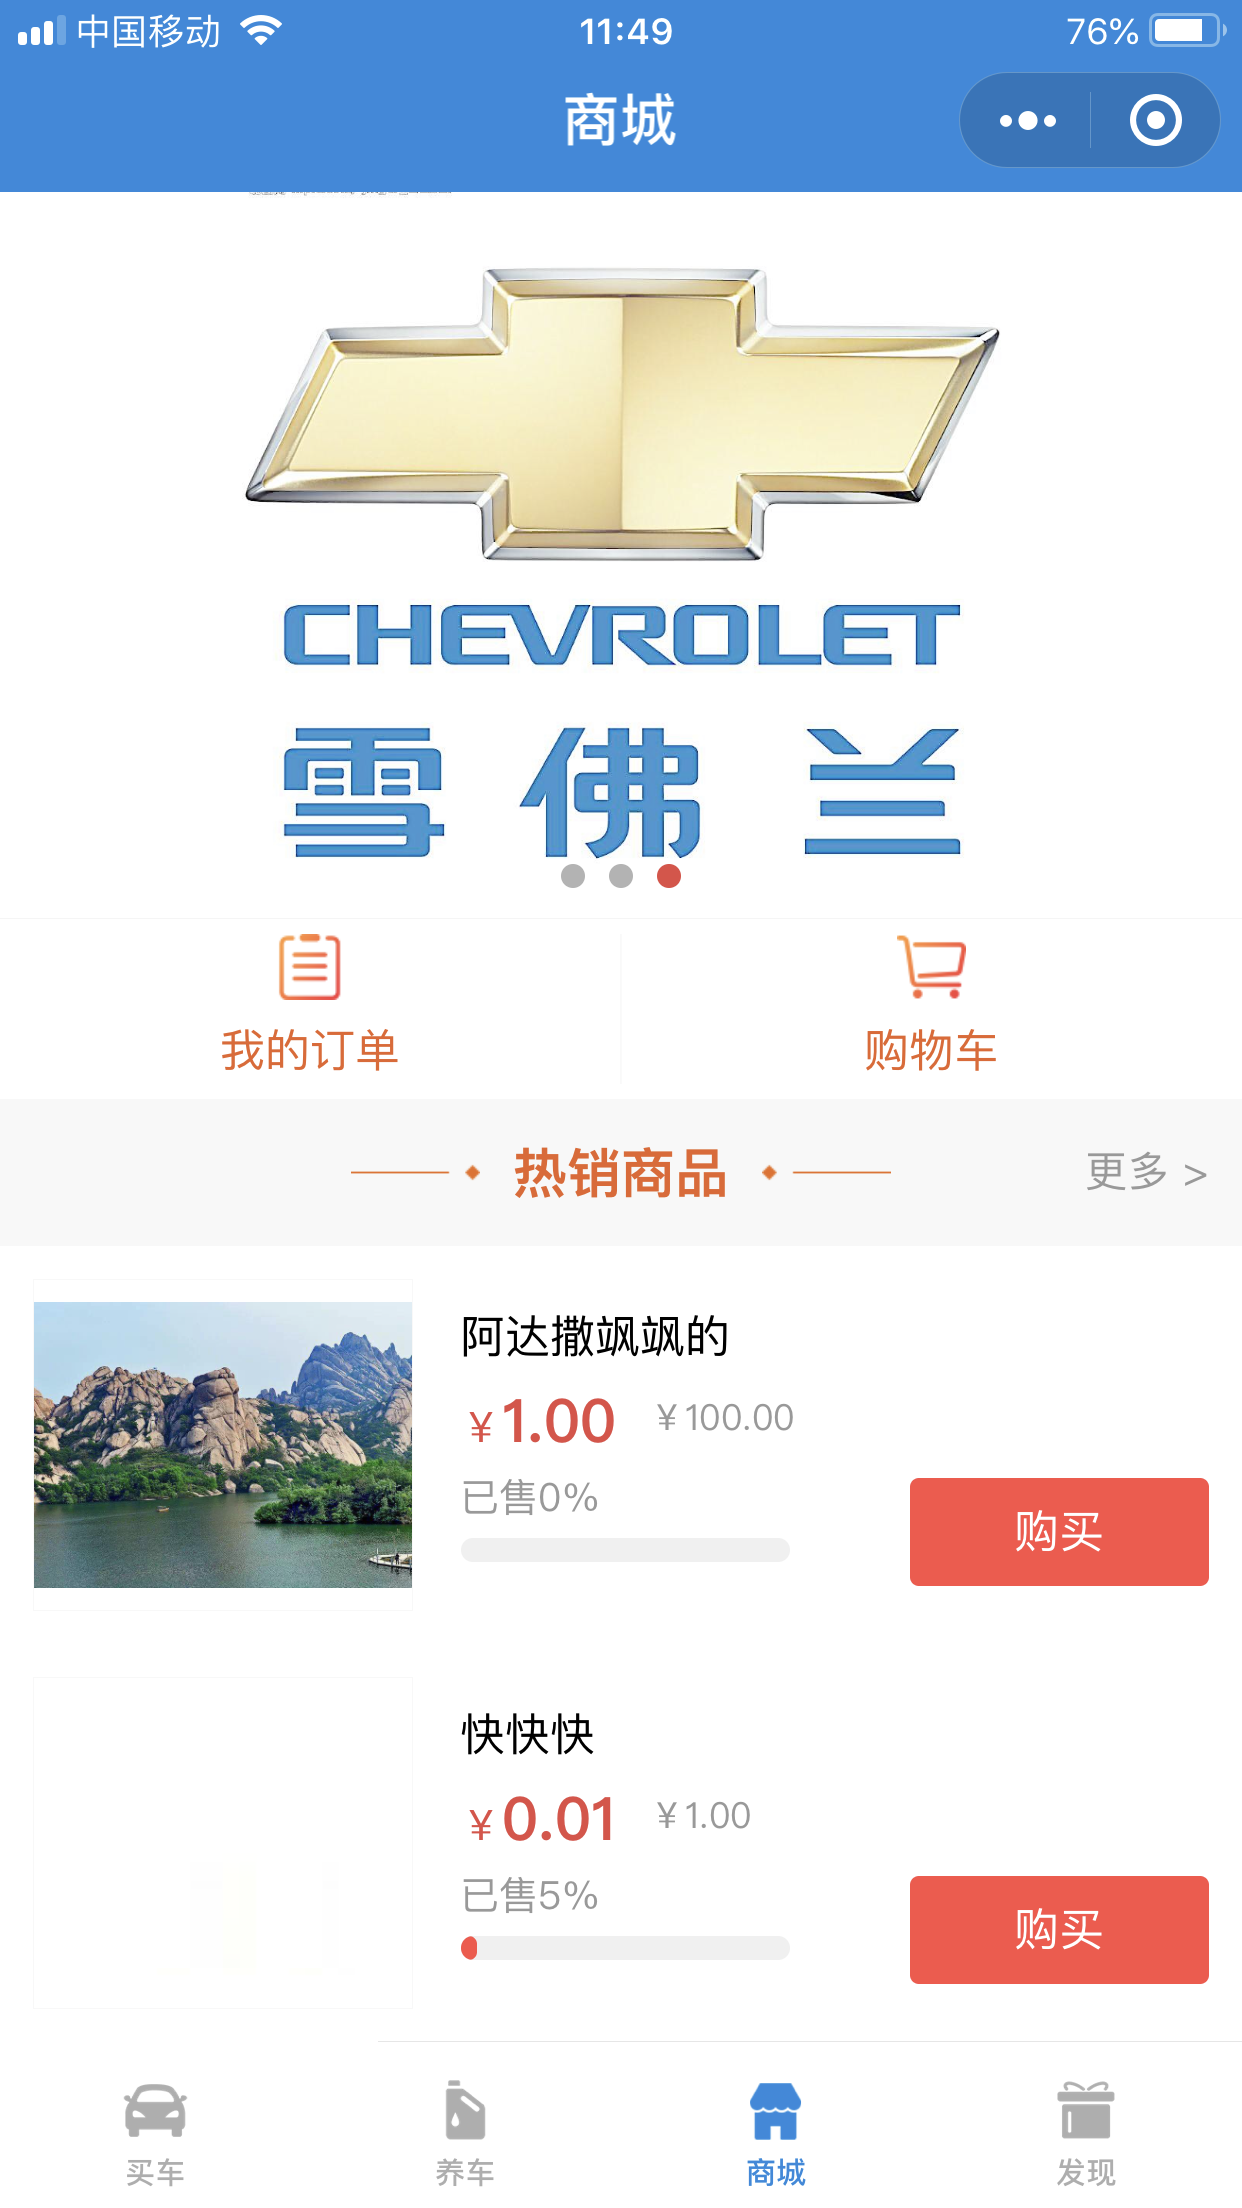 中国移动 11:49 76%
商城
CHEVROLET
雪佛兰
我的订单 购物车
热销商品 更多 >
阿达撒飒飒的
¥1.00 ¥100.00
已售0%
购买
快快快
¥0.01 ¥1.00
已售5%
购买
买车 养车 商城 发现